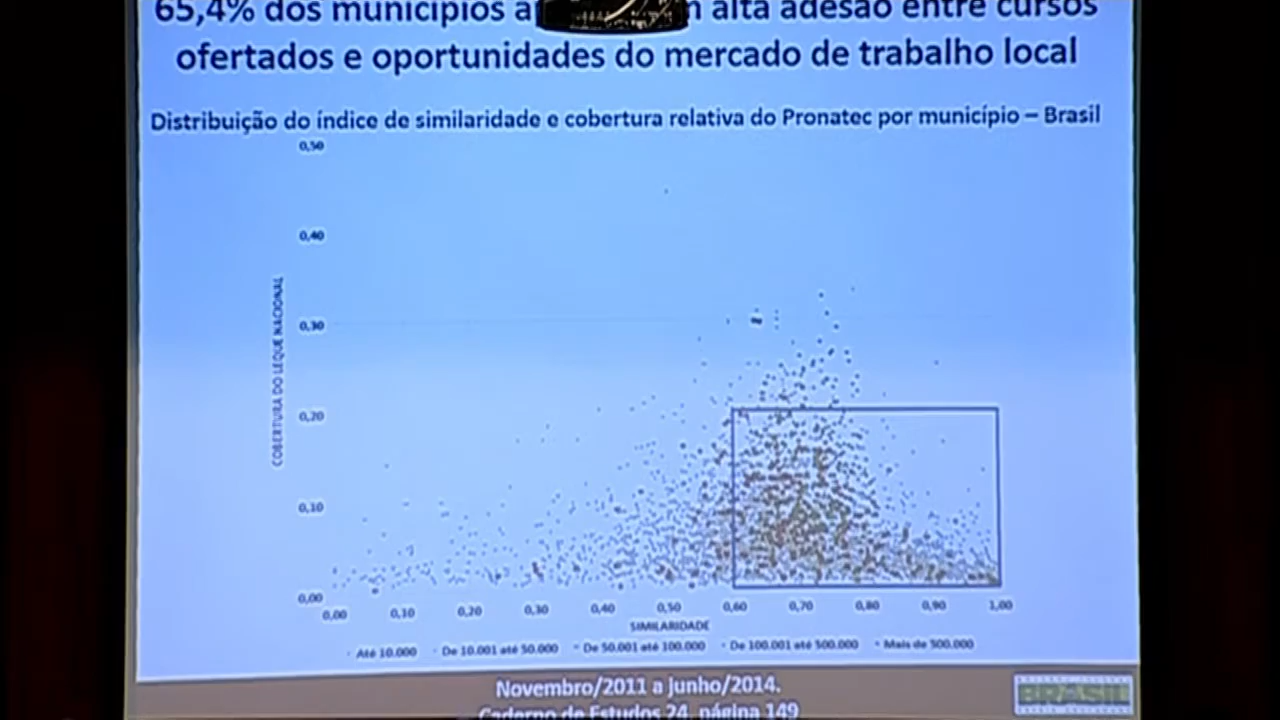 65,4% dos municípios alta adesão entre cursos
ofertados e oportunidades do mercado de trabalho local
Distribuição do índice de similaridade e cobertura relativa do Pronatec por município – Brasil
0,50
0,40
0,30
0,20
0,10
0,00
COBERTURA DO LEQUE NACIONAL
0,00 0,10 0,20 0,30 0,40 0,50 0,60 0,70 0,80 0,90 1,00
SIMILARIDADE
Até 10.000 De 10.001 até 50.000 De 50.001 até 100.000 De 100.001 até 500.000 Mais de 500.000
Novembro/2011 a junho/2014.
Caderno de Estudos 24, página 149
BRASIL